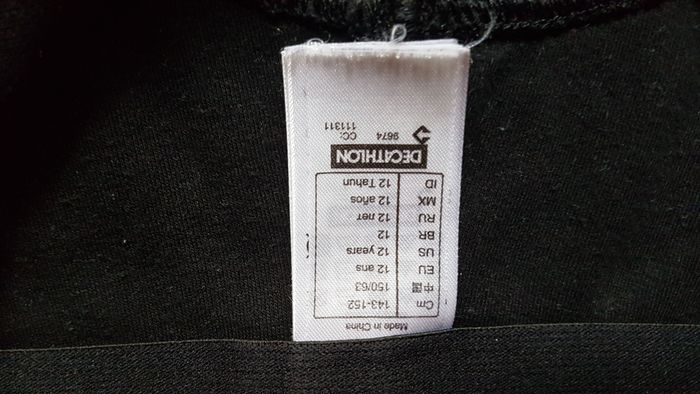 Made in China
Cm 143-152
中国 150/63
EU 12 ans
US 12 years
BR 12
RU 12 лет
MX 12 años
ID 12 Tahun
DECATHLON
9674 CC:
111311